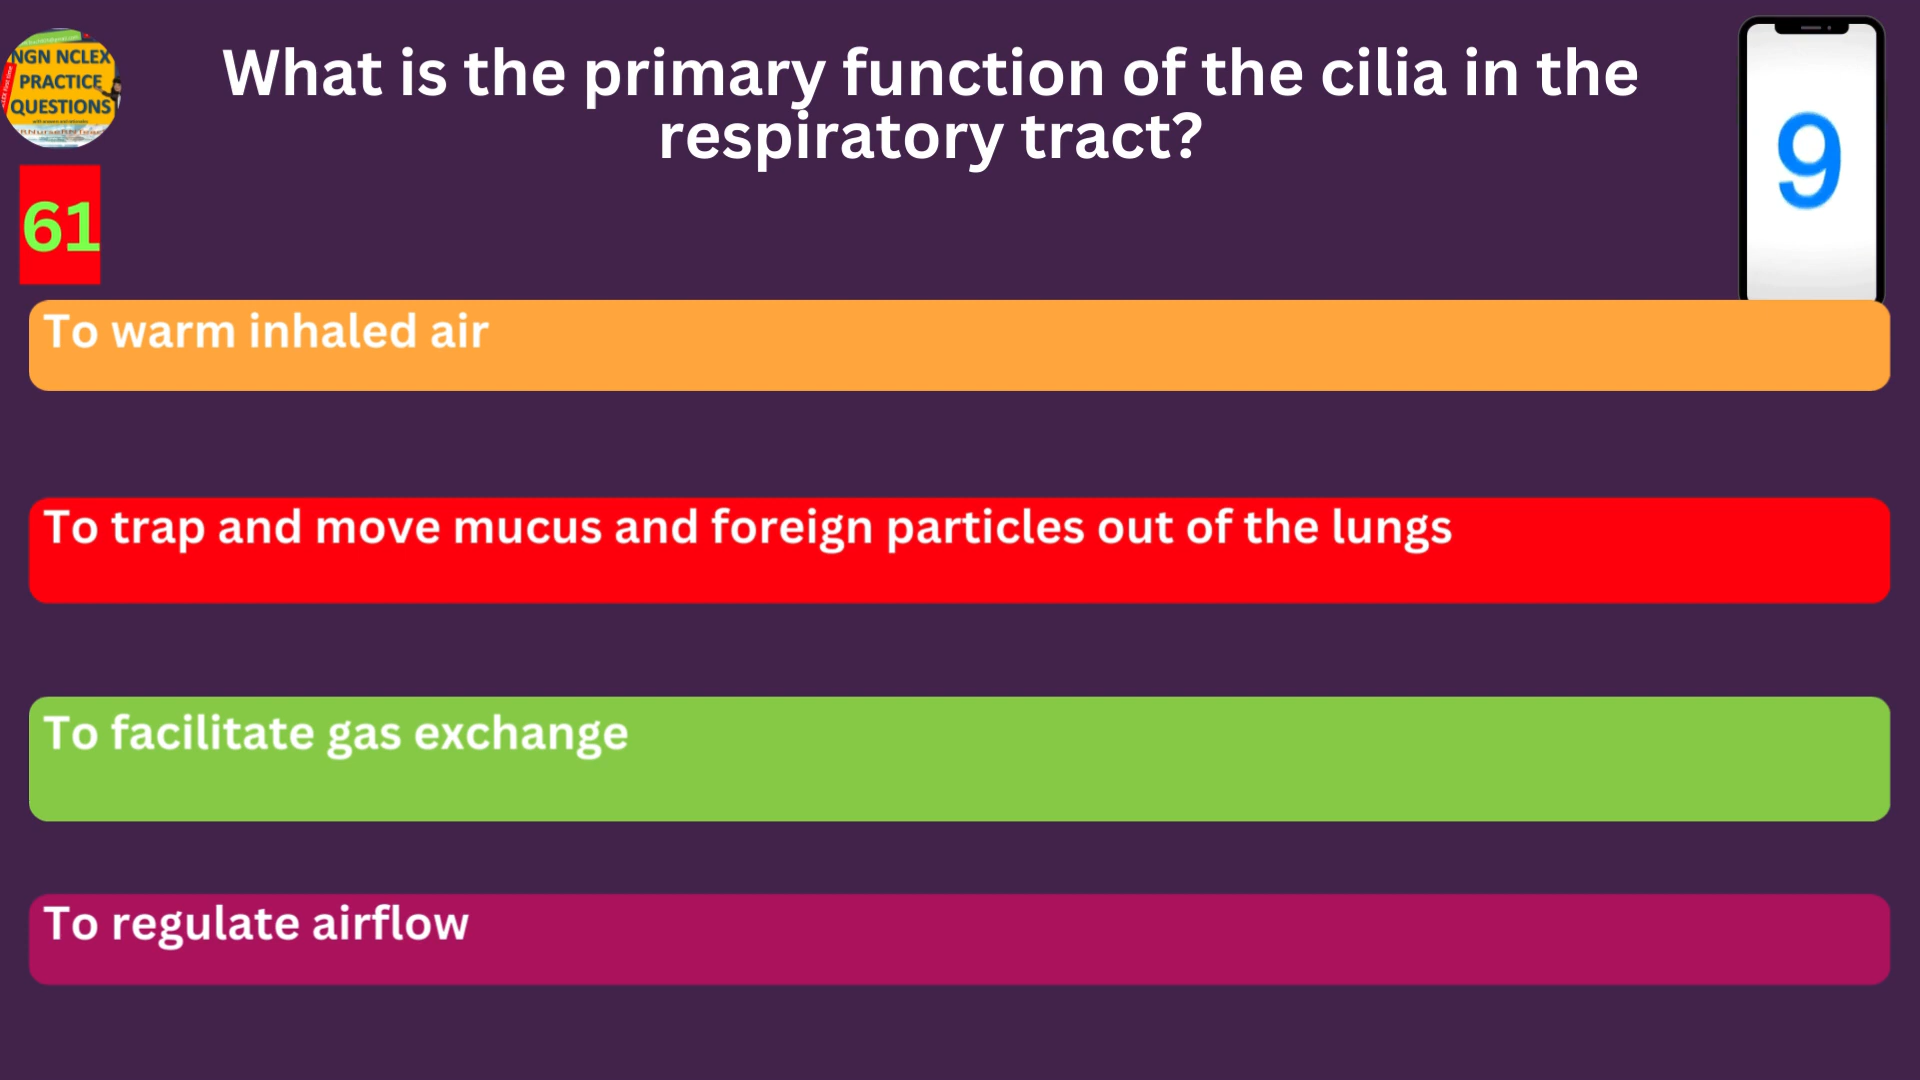 NGN NCLEX
PRACTICE
QUESTIONS
What is the primary function of the cilia in the
respiratory tract?
9
61
To warm inhaled air
To trap and move mucus and foreign particles out of the lungs
To facilitate gas exchange
To regulate airflow